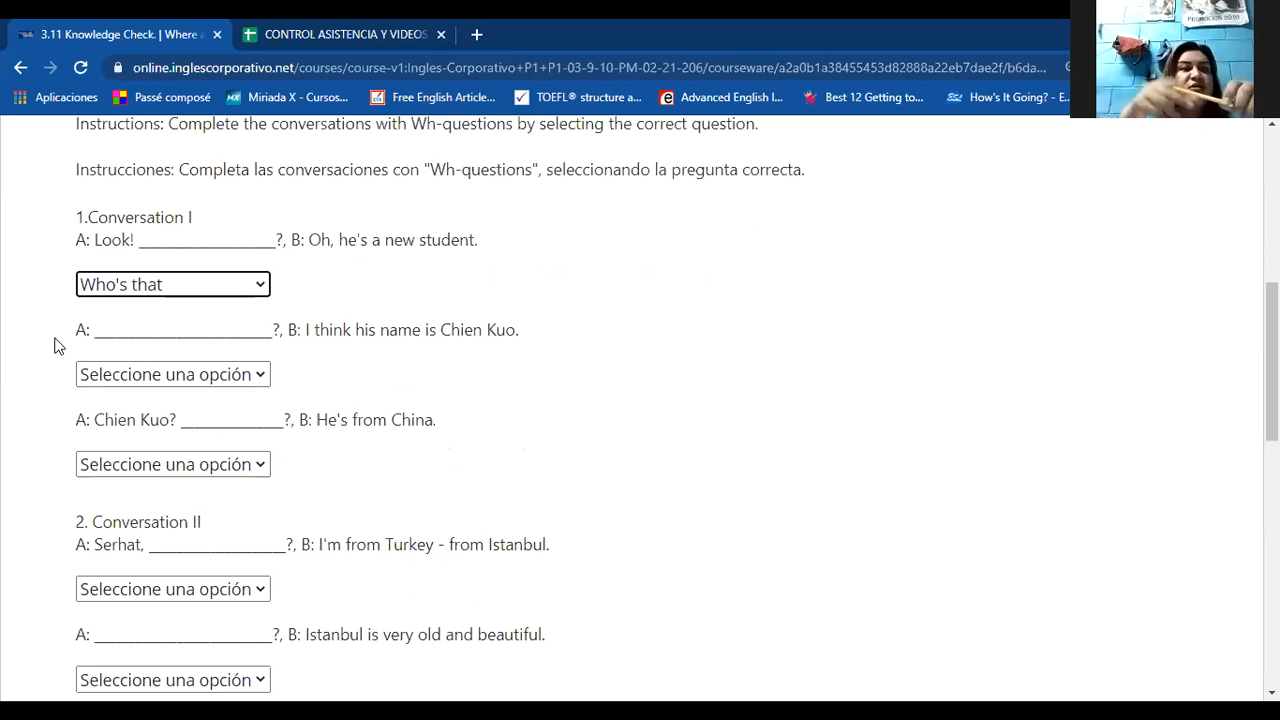 3.11 Knowledge Check. | Where a
CONTROL ASISTENCIA Y VIDEOS
online.inglescorporativo.net/courses/course-v1:Ingles-Corporativo+P1+P1-03-9-10-PM-02-21-206/courseware/a2a0b1a38455453d82888a22eb7dae2f/b6da...
Aplicaciones
Passé composé
Miriada X - Cursos...
Free English Article...
TOEFL® structure a...
Advanced English I...
Best 12 Getting to...
How's It Going? - E...
PROMOCION 2010
Instructions: Complete the conversations with Wh-questions by selecting the correct question.
Instrucciones: Completa las conversaciones con "Wh-questions", seleccionando la pregunta correcta.
1.Conversation I
A: Look! _______________?, B: Oh, he's a new student.
Who's that
A: ____________________?, B: I think his name is Chien Kuo.
Seleccione una opción
A: Chien Kuo? ___________?, B: He's from China.
Seleccione una opción
2. Conversation II
A: Serhat, _______________?, B: I'm from Turkey - from Istanbul.
Seleccione una opción
A: ____________________?, B: Istanbul is very old and beautiful.
Seleccione una opción